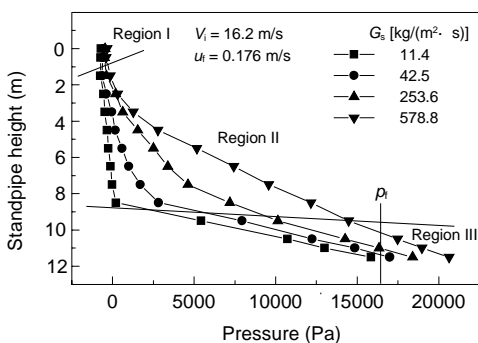 Region I
V_i = 16.2 m/s
u_f = 0.176 m/s
G_s [kg/(m²· s)]
11.4
42.5
253.6
578.8
Region II
p_f
Region III
Standpipe height (m)
0
2
4
6
8
10
12
0
5000
10000
15000
20000
Pressure (Pa)